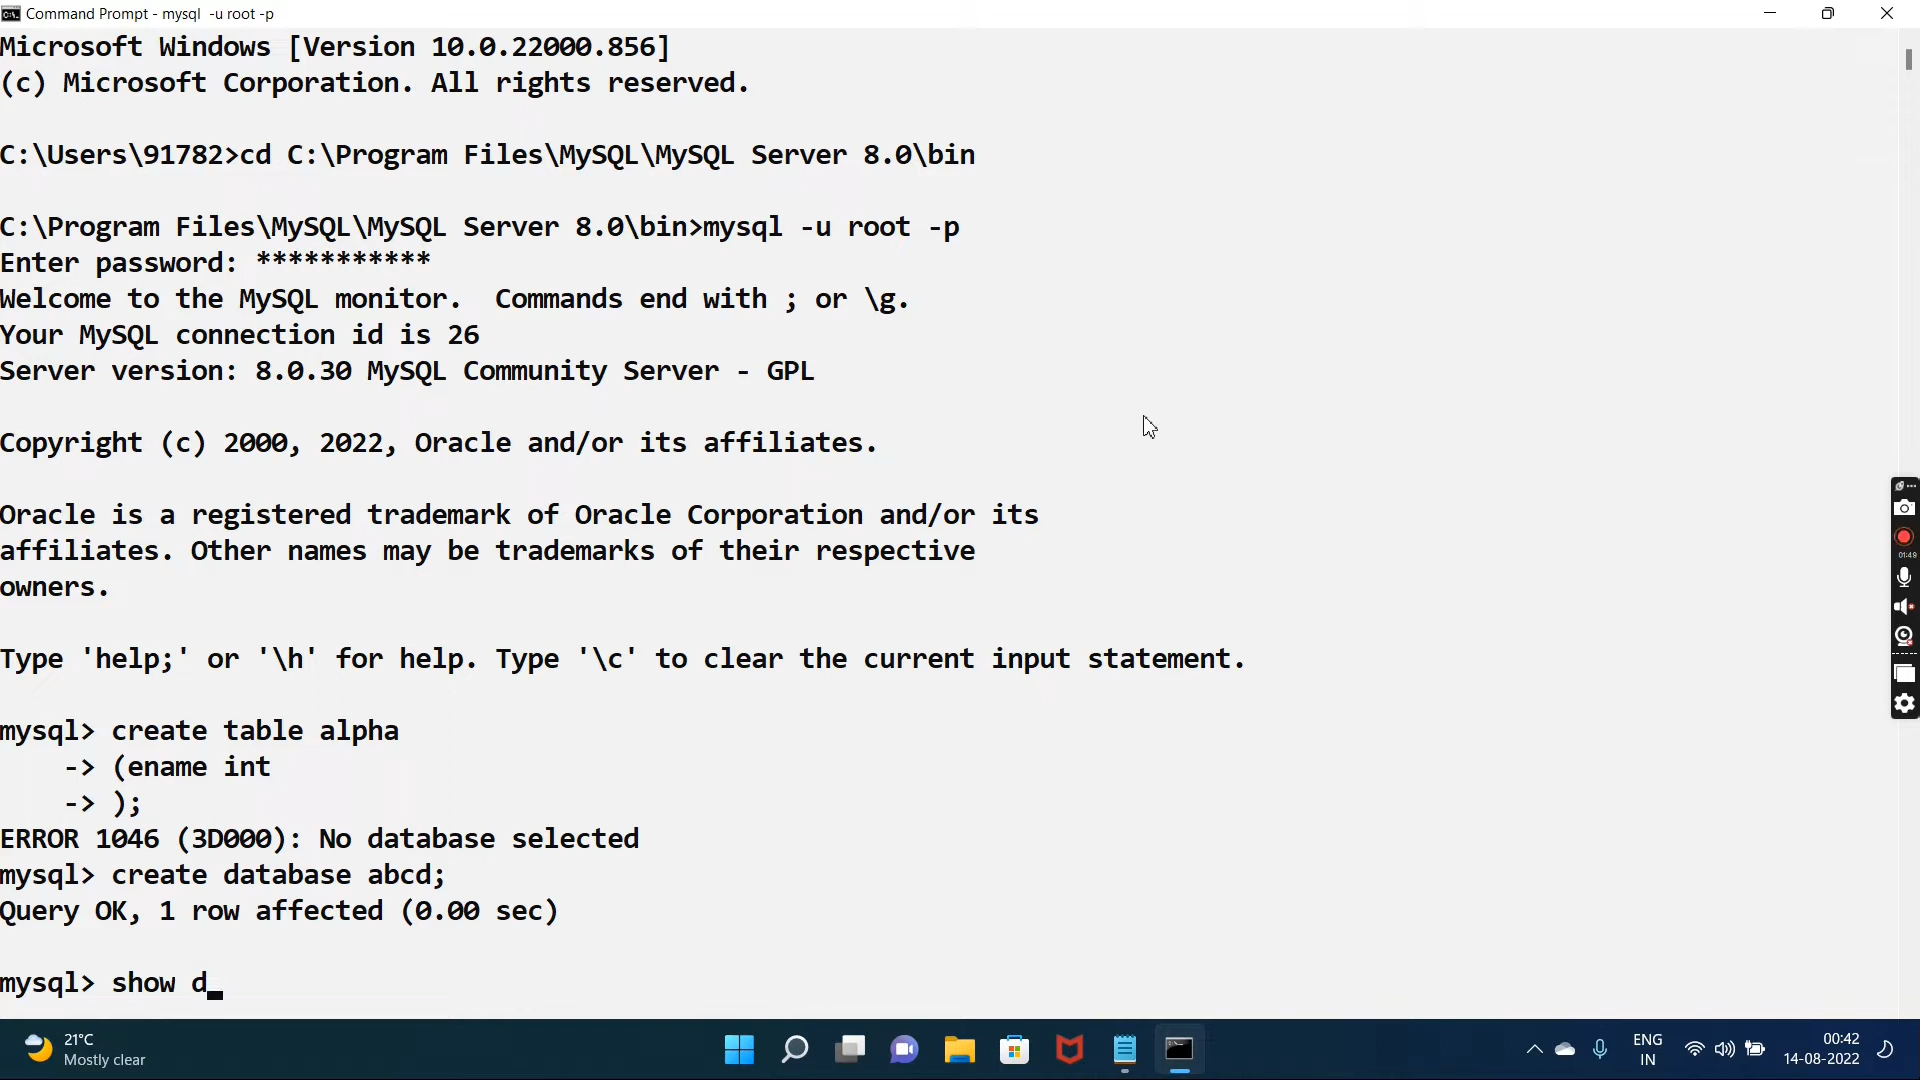 Command Prompt - mysql  -u root -p
Microsoft Windows [Version 10.0.22000.856]
(c) Microsoft Corporation. All rights reserved.
C:\Users\91782>cd C:\Program Files\MySQL\MySQL Server 8.0\bin
C:\Program Files\MySQL\MySQL Server 8.0\bin>mysql -u root -p
Enter password: ***********
Welcome to the MySQL monitor.  Commands end with ; or \g.
Your MySQL connection id is 26
Server version: 8.0.30 MySQL Community Server - GPL
Copyright (c) 2000, 2022, Oracle and/or its affiliates.
Oracle is a registered trademark of Oracle Corporation and/or its
affiliates. Other names may be trademarks of their respective
owners.
Type 'help;' or '\h' for help. Type '\c' to clear the current input statement.
mysql> create table alpha
    -> (ename int
    -> );
ERROR 1046 (3D000): No database selected
mysql> create database abcd;
Query OK, 1 row affected (0.00 sec)
mysql> show d_
01:49
21°C
Mostly clear
ENG
IN
00:42
14-08-2022